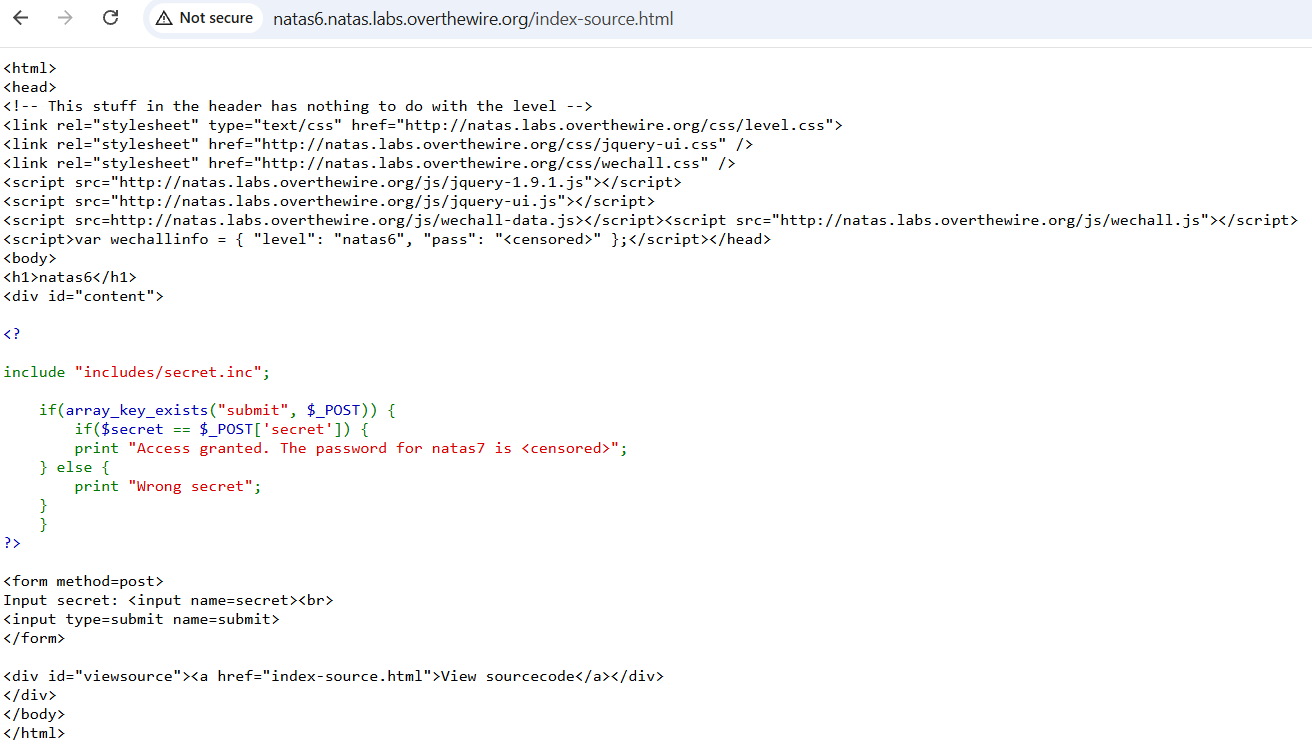 Not secure natas6.natas.labs.overthewire.org/index-source.html
<html>
<head>
<!-- This stuff in the header has nothing to do with the level -->
<link rel="stylesheet" type="text/css" href="http://natas.labs.overthewire.org/css/level.css">
<link rel="stylesheet" href="http://natas.labs.overthewire.org/css/jquery-ui.css" />
<link rel="stylesheet" href="http://natas.labs.overthewire.org/css/wechall.css" />
<script src="http://natas.labs.overthewire.org/js/jquery-1.9.1.js"></script>
<script src="http://natas.labs.overthewire.org/js/jquery-ui.js"></script>
<script src=http://natas.labs.overthewire.org/js/wechall-data.js></script><script src="http://natas.labs.overthewire.org/js/wechall.js"></script>
<script>var wechallinfo = { "level": "natas6", "pass": "<censored>" };</script></head>
<body>
<h1>natas6</h1>
<div id="content">
<?
include "includes/secret.inc";
if(array_key_exists("submit", $_POST)) {
if($secret == $_POST['secret']) {
print "Access granted. The password for natas7 is <censored>";
} else {
print "Wrong secret";
}
}
?>
<form method=post>
Input secret: <input name=secret><br>
<input type=submit name=submit>
</form>
<div id="viewsource"><a href="index-source.html">View sourcecode</a></div>
</div>
</body>
</html>